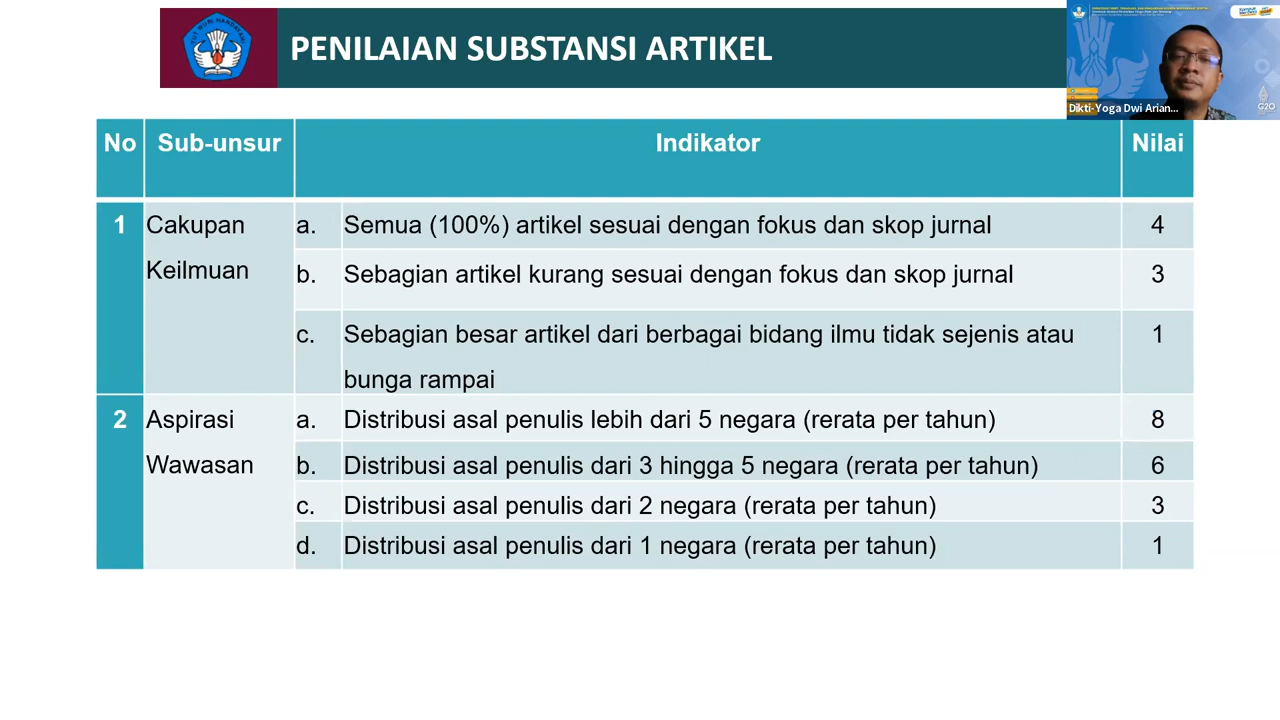 PENILAIAN SUBSTANSI ARTIKEL
Dikti-Yoga Dwi Arian...
G20
No Sub-unsur Indikator Nilai
1 Cakupan Keilmuan
a. Semua (100%) artikel sesuai dengan fokus dan skop jurnal 4
b. Sebagian artikel kurang sesuai dengan fokus dan skop jurnal 3
c. Sebagian besar artikel dari berbagai bidang ilmu tidak sejenis atau
bunga rampai 1
2 Aspirasi Wawasan
a. Distribusi asal penulis lebih dari 5 negara (rerata per tahun) 8
b. Distribusi asal penulis dari 3 hingga 5 negara (rerata per tahun) 6
c. Distribusi asal penulis dari 2 negara (rerata per tahun) 3
d. Distribusi asal penulis dari 1 negara (rerata per tahun) 1